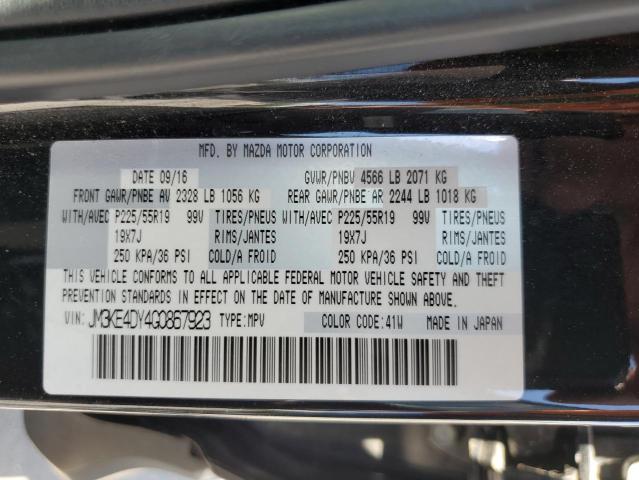 MFD. BY MAZDA MOTOR CORPORATION
DATE 09/16 GVWR/PNBV 4566 LB 2071 KG
FRONT GAWR/PNBE AV 2328 LB 1056 KG REAR GAWR/PNBE AR 2244 LB 1018 KG
WITH/AVEC P225/55R19 99V TIRES/PNEUS WITH/AVEC P225/55R19 99V TIRES/PNEUS
19X7J RIMS/JANTES 19X7J RIMS/JANTES
250 KPA/36 PSI COLD/A FROID 250 KPA/36 PSI COLD/A FROID
THIS VEHICLE CONFORMS TO ALL APPLICABLE FEDERAL MOTOR VEHICLE SAFETY AND THEFT
PREVENTION STANDARDS IN EFFECT ON THE DATE OF MANUFACTURE SHOWN ABOVE.
VIN: JM3KE4DY4G0867923 TYPE: MPV COLOR CODE: 41W MADE IN JAPAN